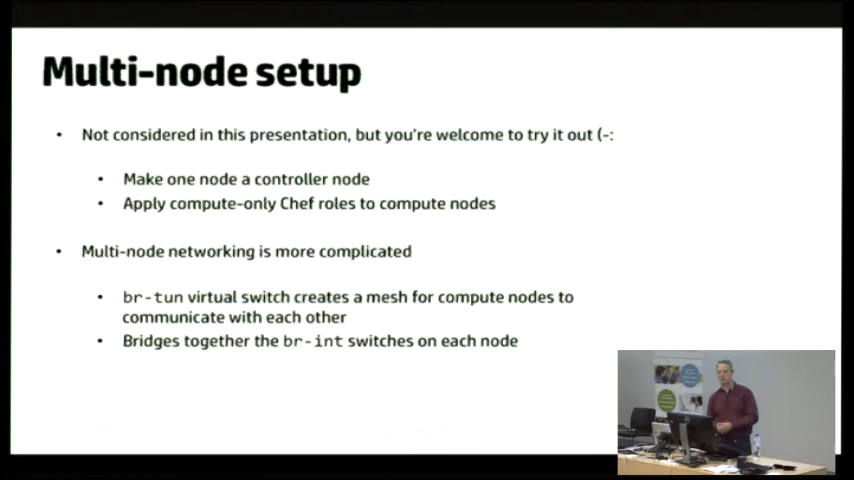 Multi-node setup
• Not considered in this presentation, but you're welcome to try it out (-:
• Make one node a controller node
• Apply compute-only Chef roles to compute nodes
• Multi-node networking is more complicated
• br-tun virtual switch creates a mesh for compute nodes to
communicate with each other
• Bridges together the br-int switches on each node